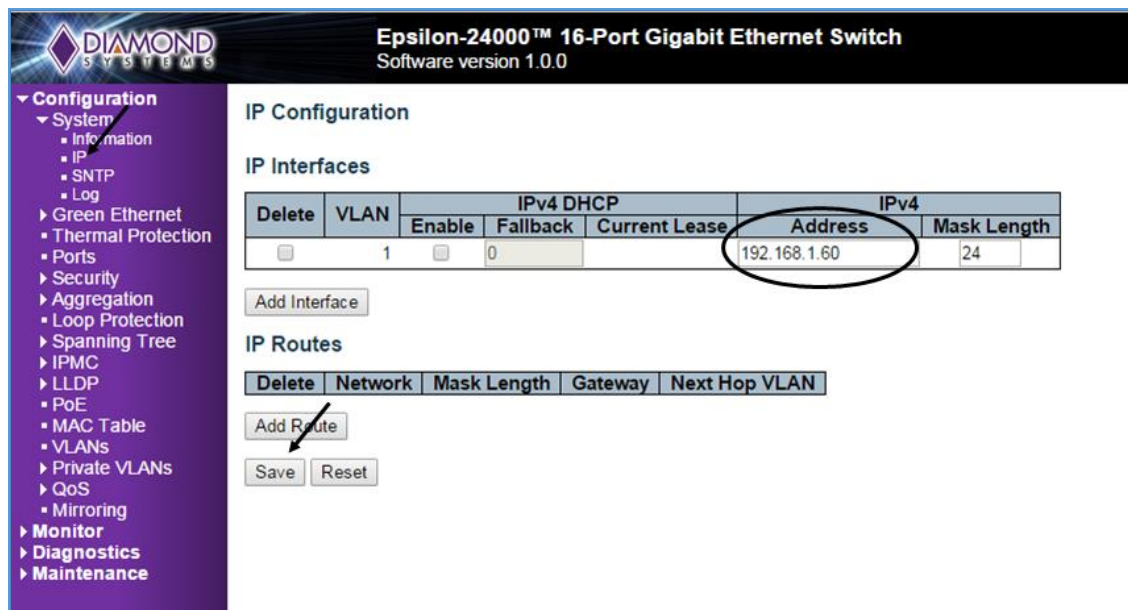 DIAMOND
SYSTEMS
Epsilon-24000™ 16-Port Gigabit Ethernet Switch
Software version 1.0.0
Configuration
System
Information
IP
SNTP
Log
Green Ethernet
Thermal Protection
Ports
Security
Aggregation
Loop Protection
Spanning Tree
IPMC
LLDP
PoE
MAC Table
VLANs
Private VLANs
QoS
Mirroring
Monitor
Diagnostics
Maintenance
IP Configuration
IP Interfaces
Delete VLAN IPv4 DHCP IPv4
Enable Fallback Current Lease Address Mask Length
1 0 192.168.1.60 24
Add Interface
IP Routes
Delete Network Mask Length Gateway Next Hop VLAN
Add Route
Save Reset